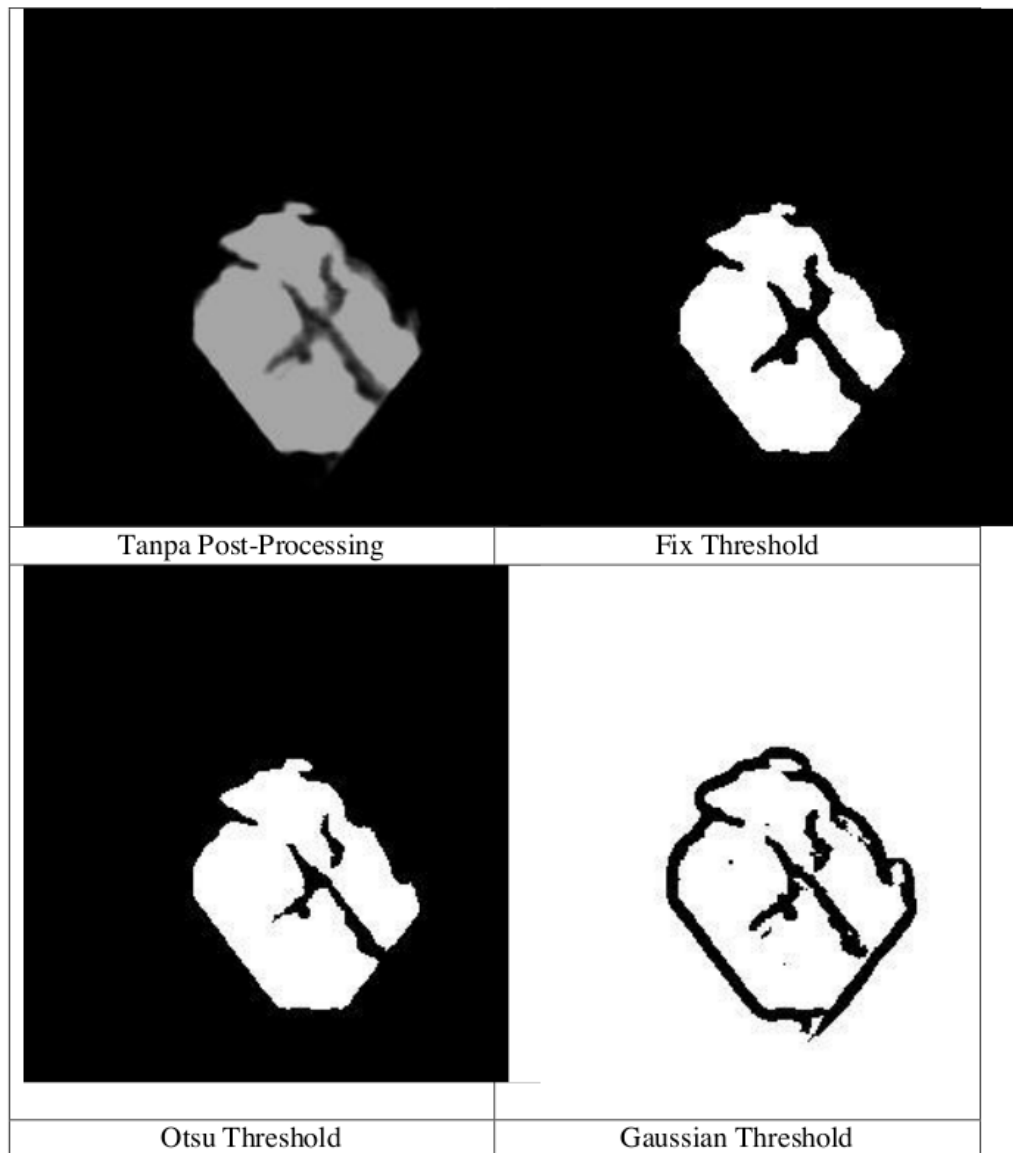 Tanpa Post-Processing
Fix Threshold
Otsu Threshold
Gaussian Threshold